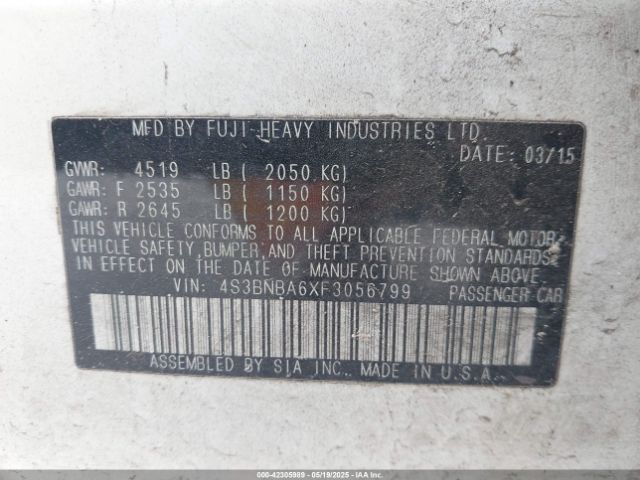 MFD BY FUJI HEAVY INDUSTRIES LTD.
DATE: 03/15
GVWR: 4519 LB ( 2050 KG)
GAWR: F 2535 LB ( 1150 KG)
GAWR: R 2645 LB ( 1200 KG)
THIS VEHICLE CONFORMS TO ALL APPLICABLE FEDERAL MOTOR
VEHICLE SAFETY, BUMPER, AND THEFT PREVENTION STANDARDS
IN EFFECT ON THE DATE OF MANUFACTURE SHOWN ABOVE.
VIN: 4S3BNBA6XF3056799 PASSENGER CAR
ASSEMBLED BY SIA INC., MADE IN U.S.A.
000-42305989 - 05/19/2025 - IAAI.COM